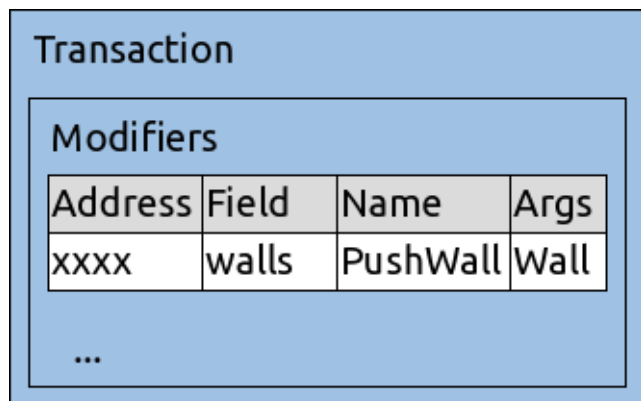 Transaction
Modifiers
Address Field Name Args
xxxx walls PushWall Wall
...